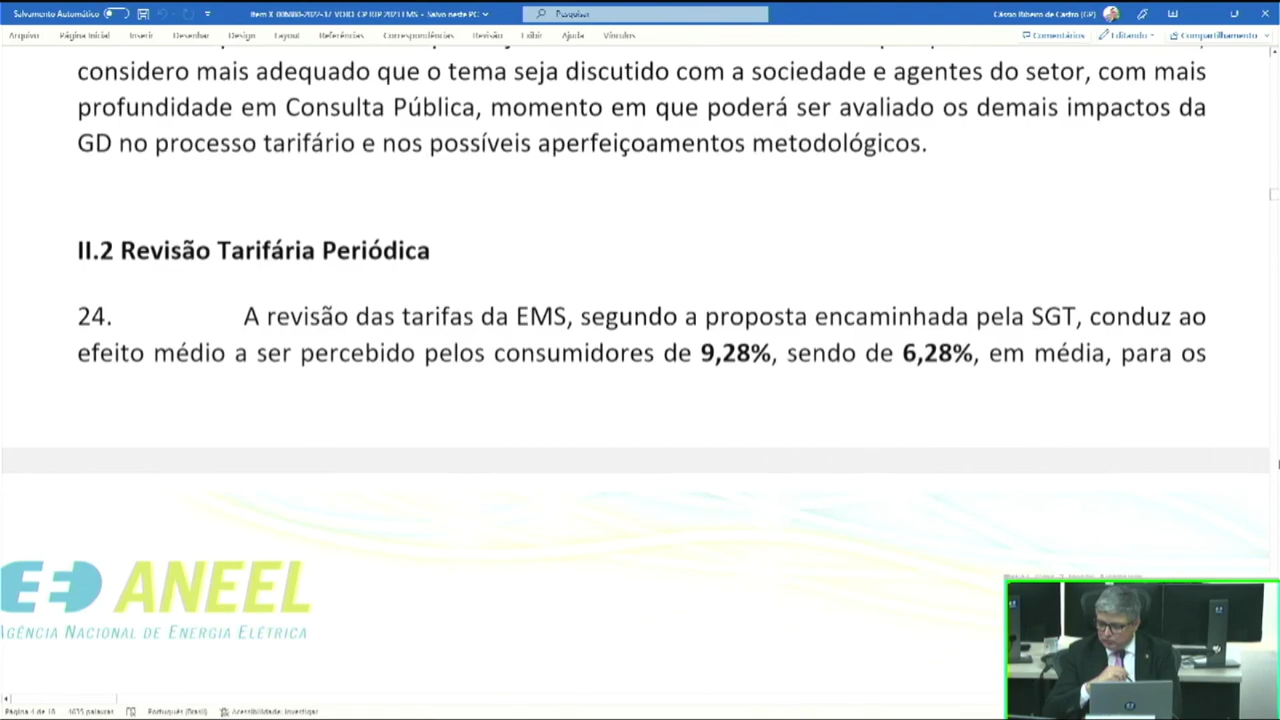 Salvamento Automático
Pesquisar
Cássio Ribeiro de Castro (GP)
Arquivo Página Inicial Inserir Desenhar Design Layout Referências Correspondências Revisão Exibir Ajuda Vínculos
Comentários Editando Compartilhamento
considero mais adequado que o tema seja discutido com a sociedade e agentes do setor, com mais
profundidade em Consulta Pública, momento em que poderá ser avaliado os demais impactos da
GD no processo tarifário e nos possíveis aperfeiçoamentos metodológicos.
II.2 Revisão Tarifária Periódica
24. A revisão das tarifas da EMS, segundo a proposta encaminhada pela SGT, conduz ao
efeito médio a ser percebido pelos consumidores de 9,28%, sendo de 6,28%, em média, para os
ANEEL
AGÊNCIA NACIONAL DE ENERGIA ELÉTRICA
Português (Brasil) Acessibilidade: investigar